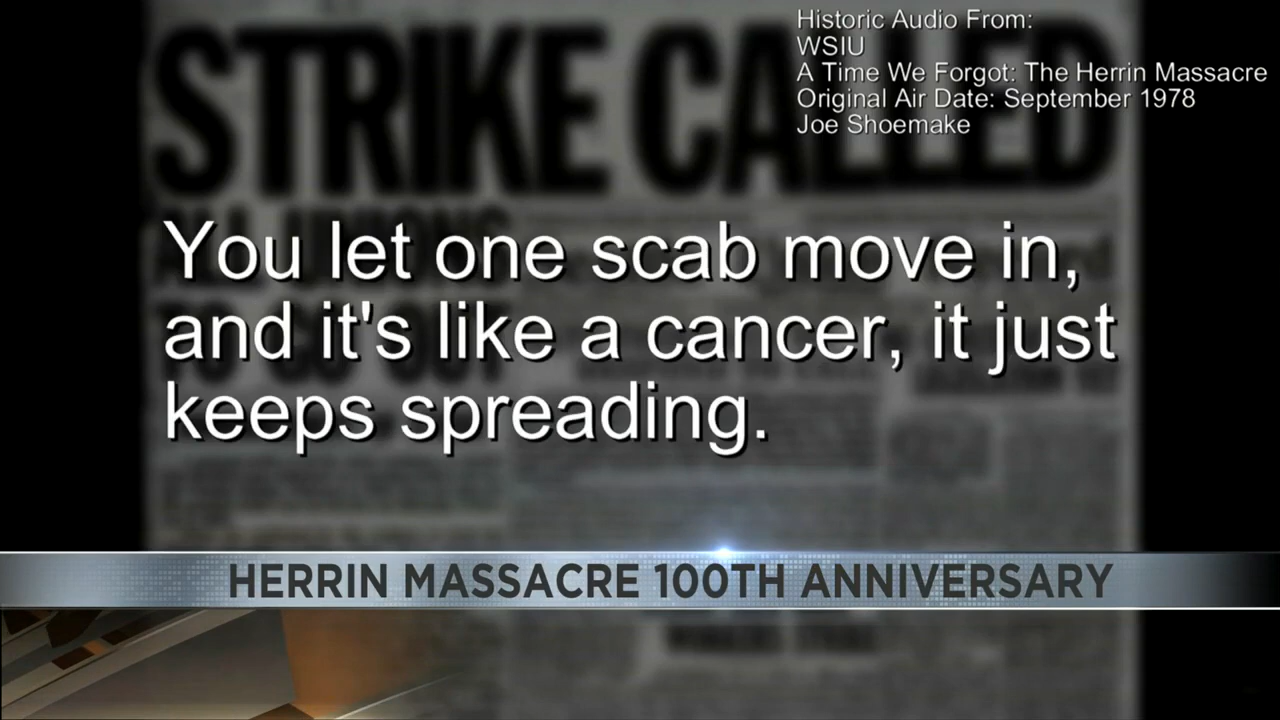 Historic Audio From:
WSIU
A Time We Forgot: The Herrin Massacre
Original Air Date: September 1978
Joe Shoemake
STRIKE CALLED
You let one scab move in,
and it's like a cancer, it just
keeps spreading.
HERRIN MASSACRE 100TH ANNIVERSARY